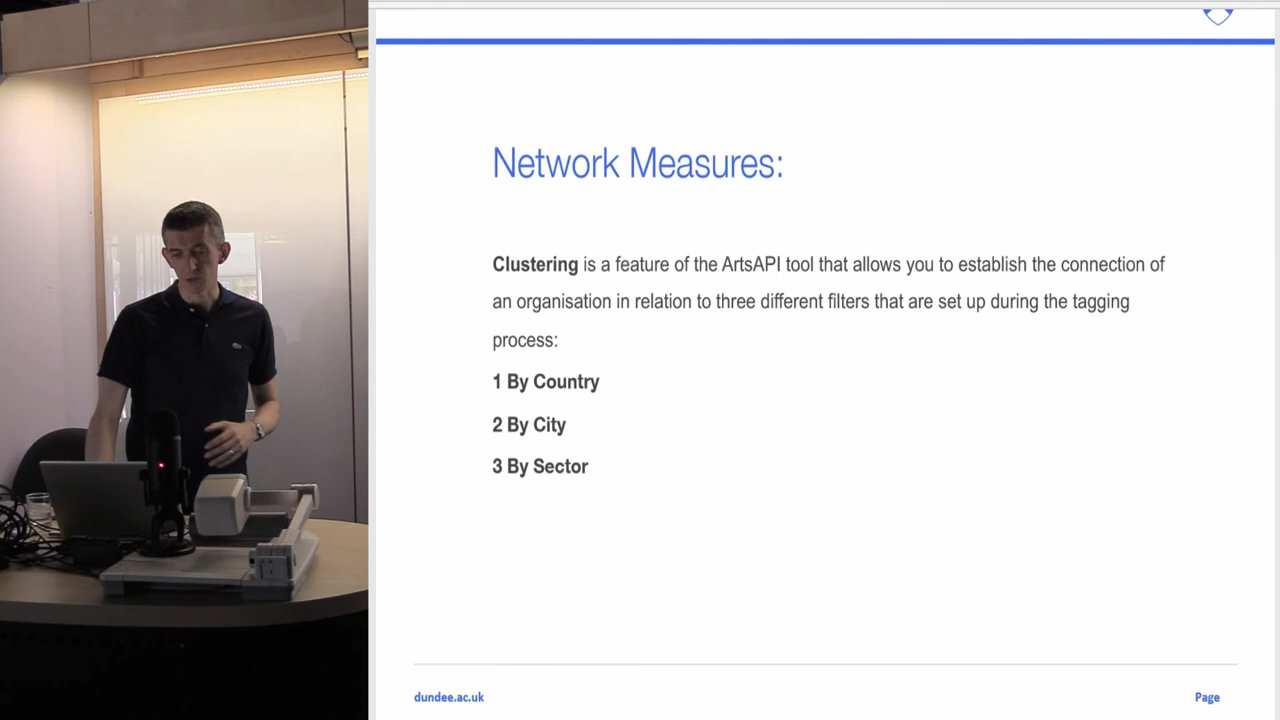 Network Measures:
Clustering is a feature of the ArtsAPI tool that allows you to establish the connection of
an organisation in relation to three different filters that are set up during the tagging
process:
1 By Country
2 By City
3 By Sector
dundee.ac.uk
Page